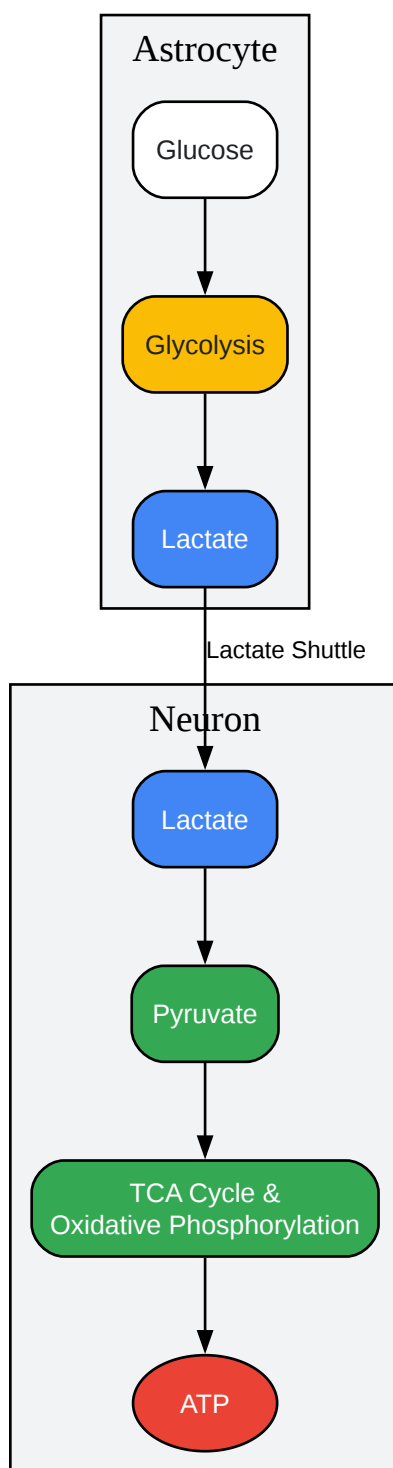 Astrocyte
Glucose
Glycolysis
Lactate
Lactate Shuttle
Neuron
Lactate
Pyruvate
TCA Cycle &
Oxidative Phosphorylation
ATP